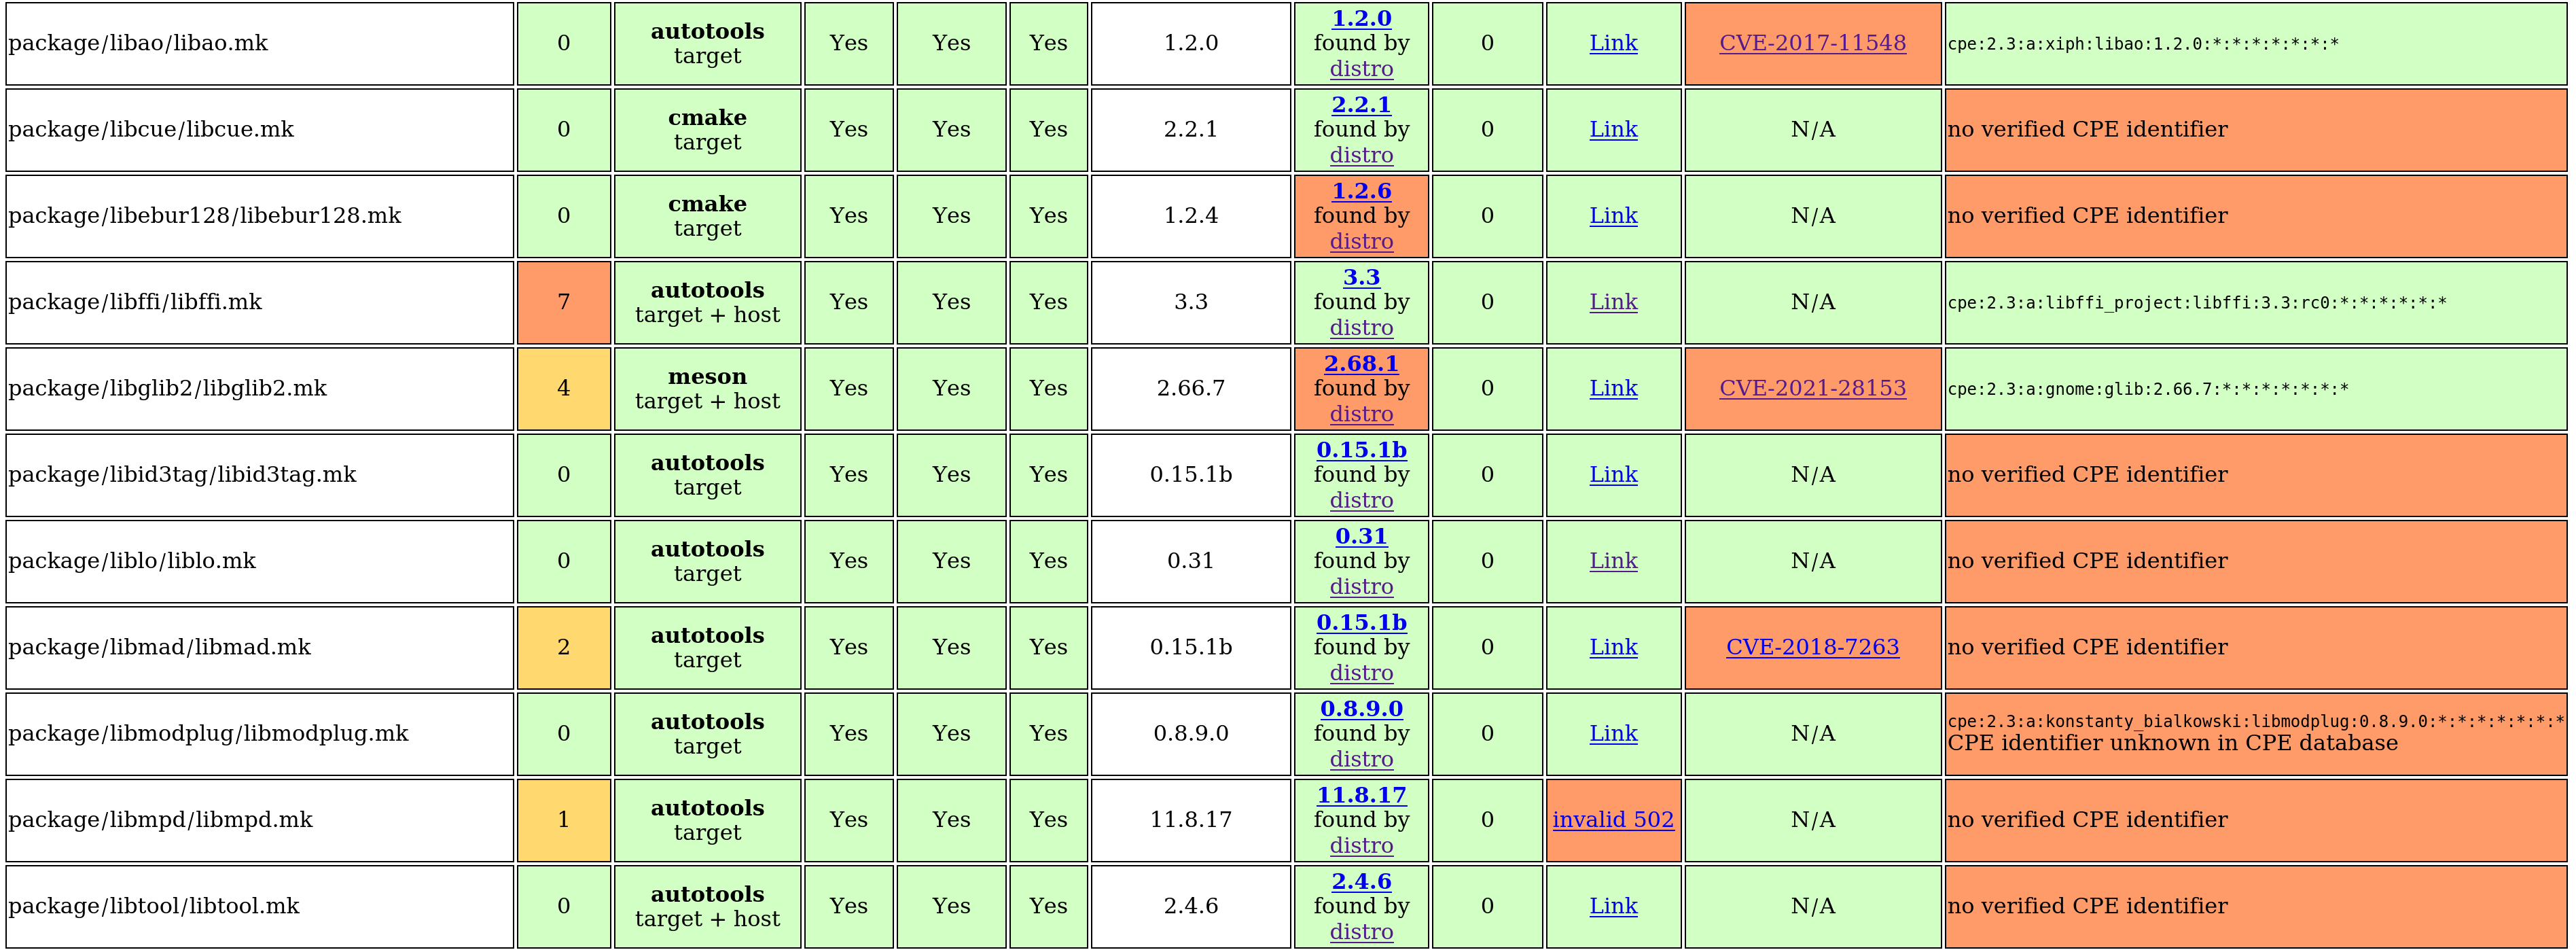 package/libao/libao.mk 0 autotools target Yes Yes Yes 1.2.0 1.2.0 found by distro 0 Link CVE-2017-11548 cpe:2.3:a:xiph:libao:1.2.0:*:*:*:*:*:*:*
package/libcue/libcue.mk 0 cmake target Yes Yes Yes 2.2.1 2.2.1 found by distro 0 Link N/A no verified CPE identifier
package/libebur128/libebur128.mk 0 cmake target Yes Yes Yes 1.2.4 1.2.6 found by distro 0 Link N/A no verified CPE identifier
package/libffi/libffi.mk 7 autotools target + host Yes Yes Yes 3.3 3.3 found by distro 0 Link N/A cpe:2.3:a:libffi_project:libffi:3.3:rc0:*:*:*:*:*:*
package/libglib2/libglib2.mk 4 meson target + host Yes Yes Yes 2.66.7 2.68.1 found by distro 0 Link CVE-2021-28153 cpe:2.3:a:gnome:glib:2.66.7:*:*:*:*:*:*:*
package/libid3tag/libid3tag.mk 0 autotools target Yes Yes Yes 0.15.1b 0.15.1b found by distro 0 Link N/A no verified CPE identifier
package/liblo/liblo.mk 0 autotools target Yes Yes Yes 0.31 0.31 found by distro 0 Link N/A no verified CPE identifier
package/libmad/libmad.mk 2 autotools target Yes Yes Yes 0.15.1b 0.15.1b found by distro 0 Link CVE-2018-7263 no verified CPE identifier
package/libmodplug/libmodplug.mk 0 autotools target Yes Yes Yes 0.8.9.0 0.8.9.0 found by distro 0 Link N/A cpe:2.3:a:konstanty_bialkowski:libmodplug:0.8.9.0:*:*:*:*:*:*:* CPE identifier unknown in CPE database
package/libmpd/libmpd.mk 1 autotools target Yes Yes Yes 11.8.17 11.8.17 found by distro 0 invalid 502 N/A no verified CPE identifier
package/libtool/libtool.mk 0 autotools target + host Yes Yes Yes 2.4.6 2.4.6 found by distro 0 Link N/A no verified CPE identifier